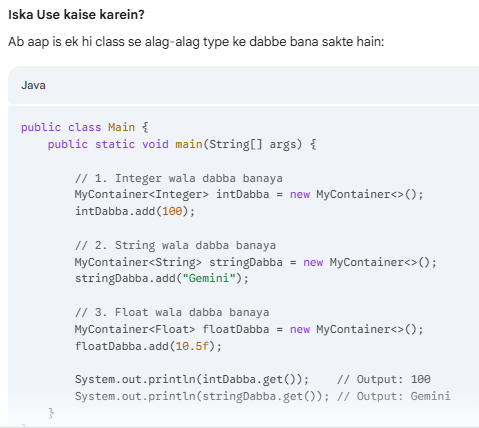 Iska Use kaise karein?
Ab aap is ek hi class se alag-alag type ke dabbe bana sakte hain:
Java
public class Main {
    public static void main(String[] args) {
        // 1. Integer wala dabba banaya
        MyContainer<Integer> intDabba = new MyContainer<>();
        intDabba.add(100);
        // 2. String wala dabba banaya
        MyContainer<String> stringDabba = new MyContainer<>();
        stringDabba.add("Gemini");
        // 3. Float wala dabba banaya
        MyContainer<Float> floatDabba = new MyContainer<>();
        floatDabba.add(10.5f);
        System.out.println(intDabba.get());    // Output: 100
        System.out.println(stringDabba.get()); // Output: Gemini
    }